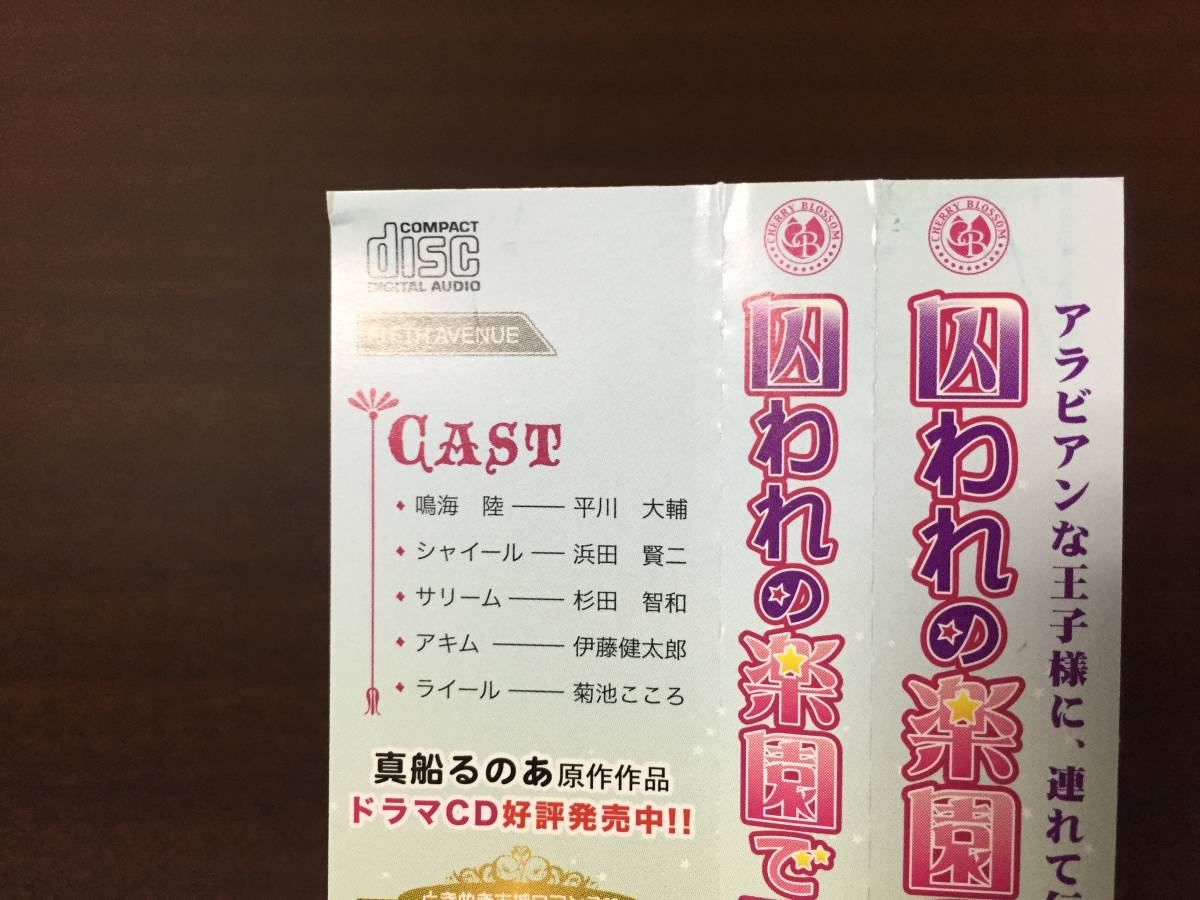 COMPACT
disc
DIGITAL AUDIO
FIFTH AVENUE
CAST
鳴海　陸 —— 平川　大輔
シャイール — 浜田　賢二
サリーム —— 杉田　智和
アキム ——— 伊藤健太郎
ライール —— 菊池こころ
真船るのあ原作作品
ドラマCD好評発売中!!
CHERRY BLOSSOM
CB
囚われの楽園で
CHERRY BLOSSOM
CB
囚われの楽園
アラビアンな王子様に、連れて